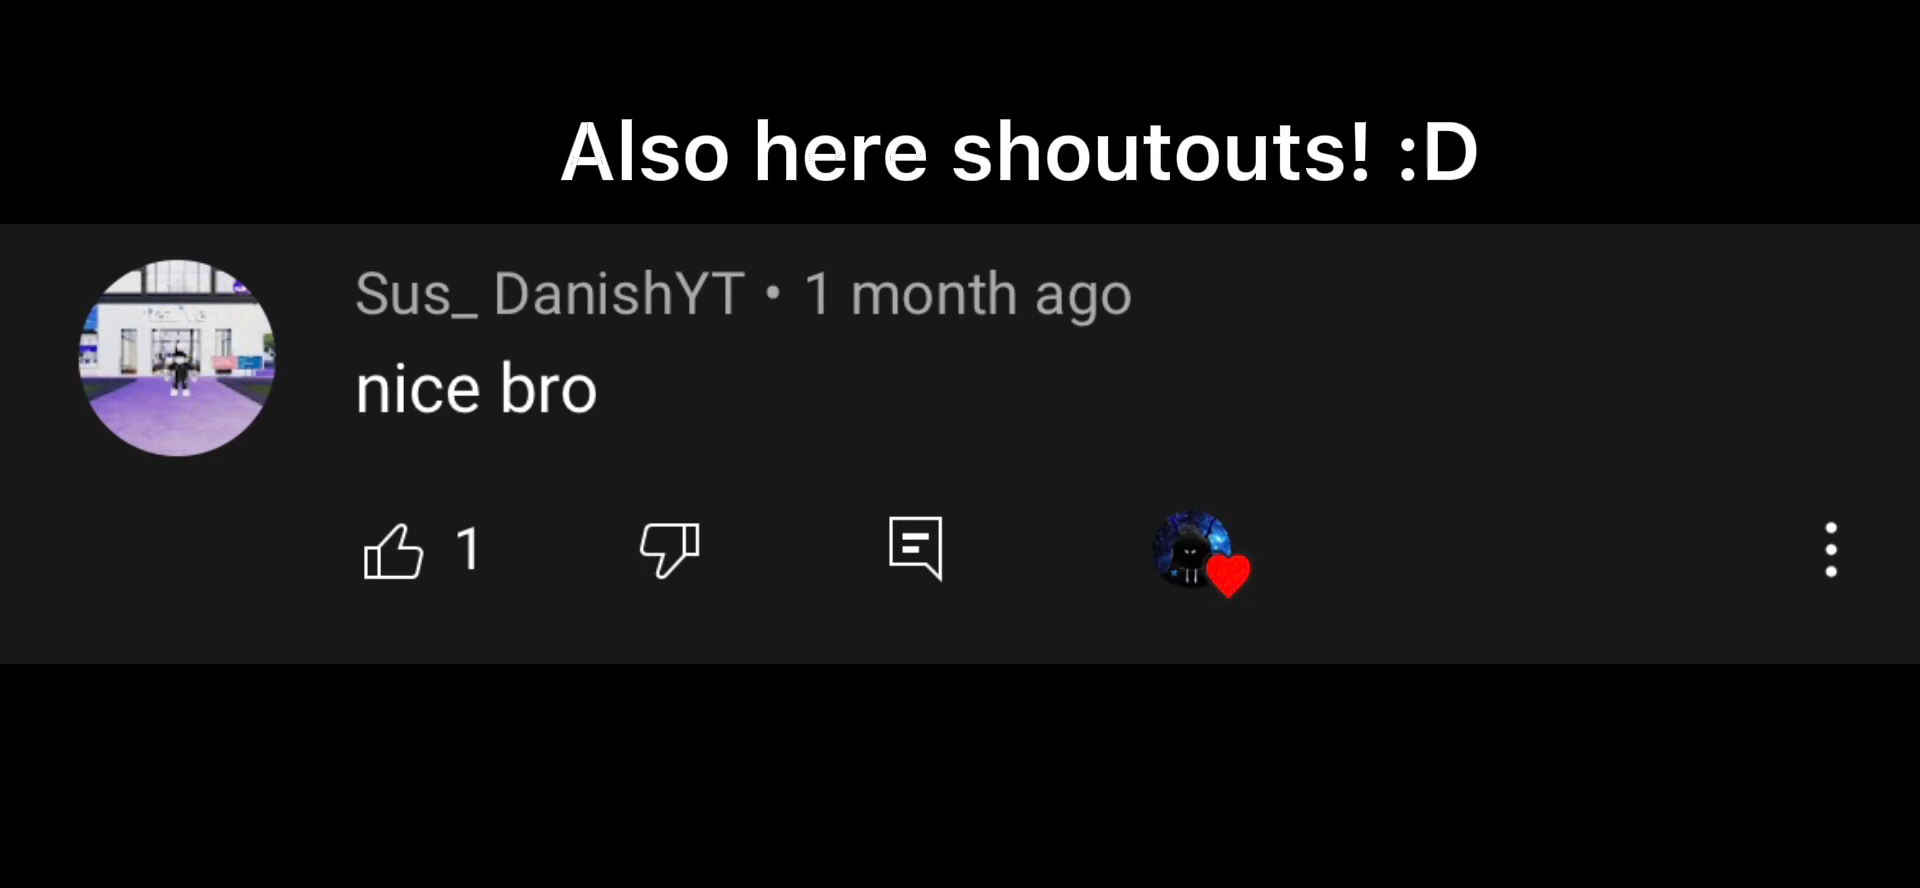 Also here shoutouts! :D
Sus_ DanishYT • 1 month ago
nice bro
1